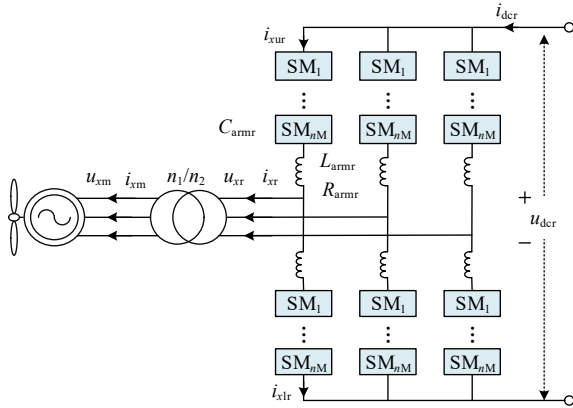 i_dcr
i_xur
SM_1 SM_1 SM_1
C_armr SM_nM SM_nM SM_nM
L_armr
R_armr
u_xm i_xm n_1/n_2 u_xr i_xr
+
u_dcr
−
SM_1 SM_1 SM_1
SM_nM SM_nM SM_nM
i_xlr